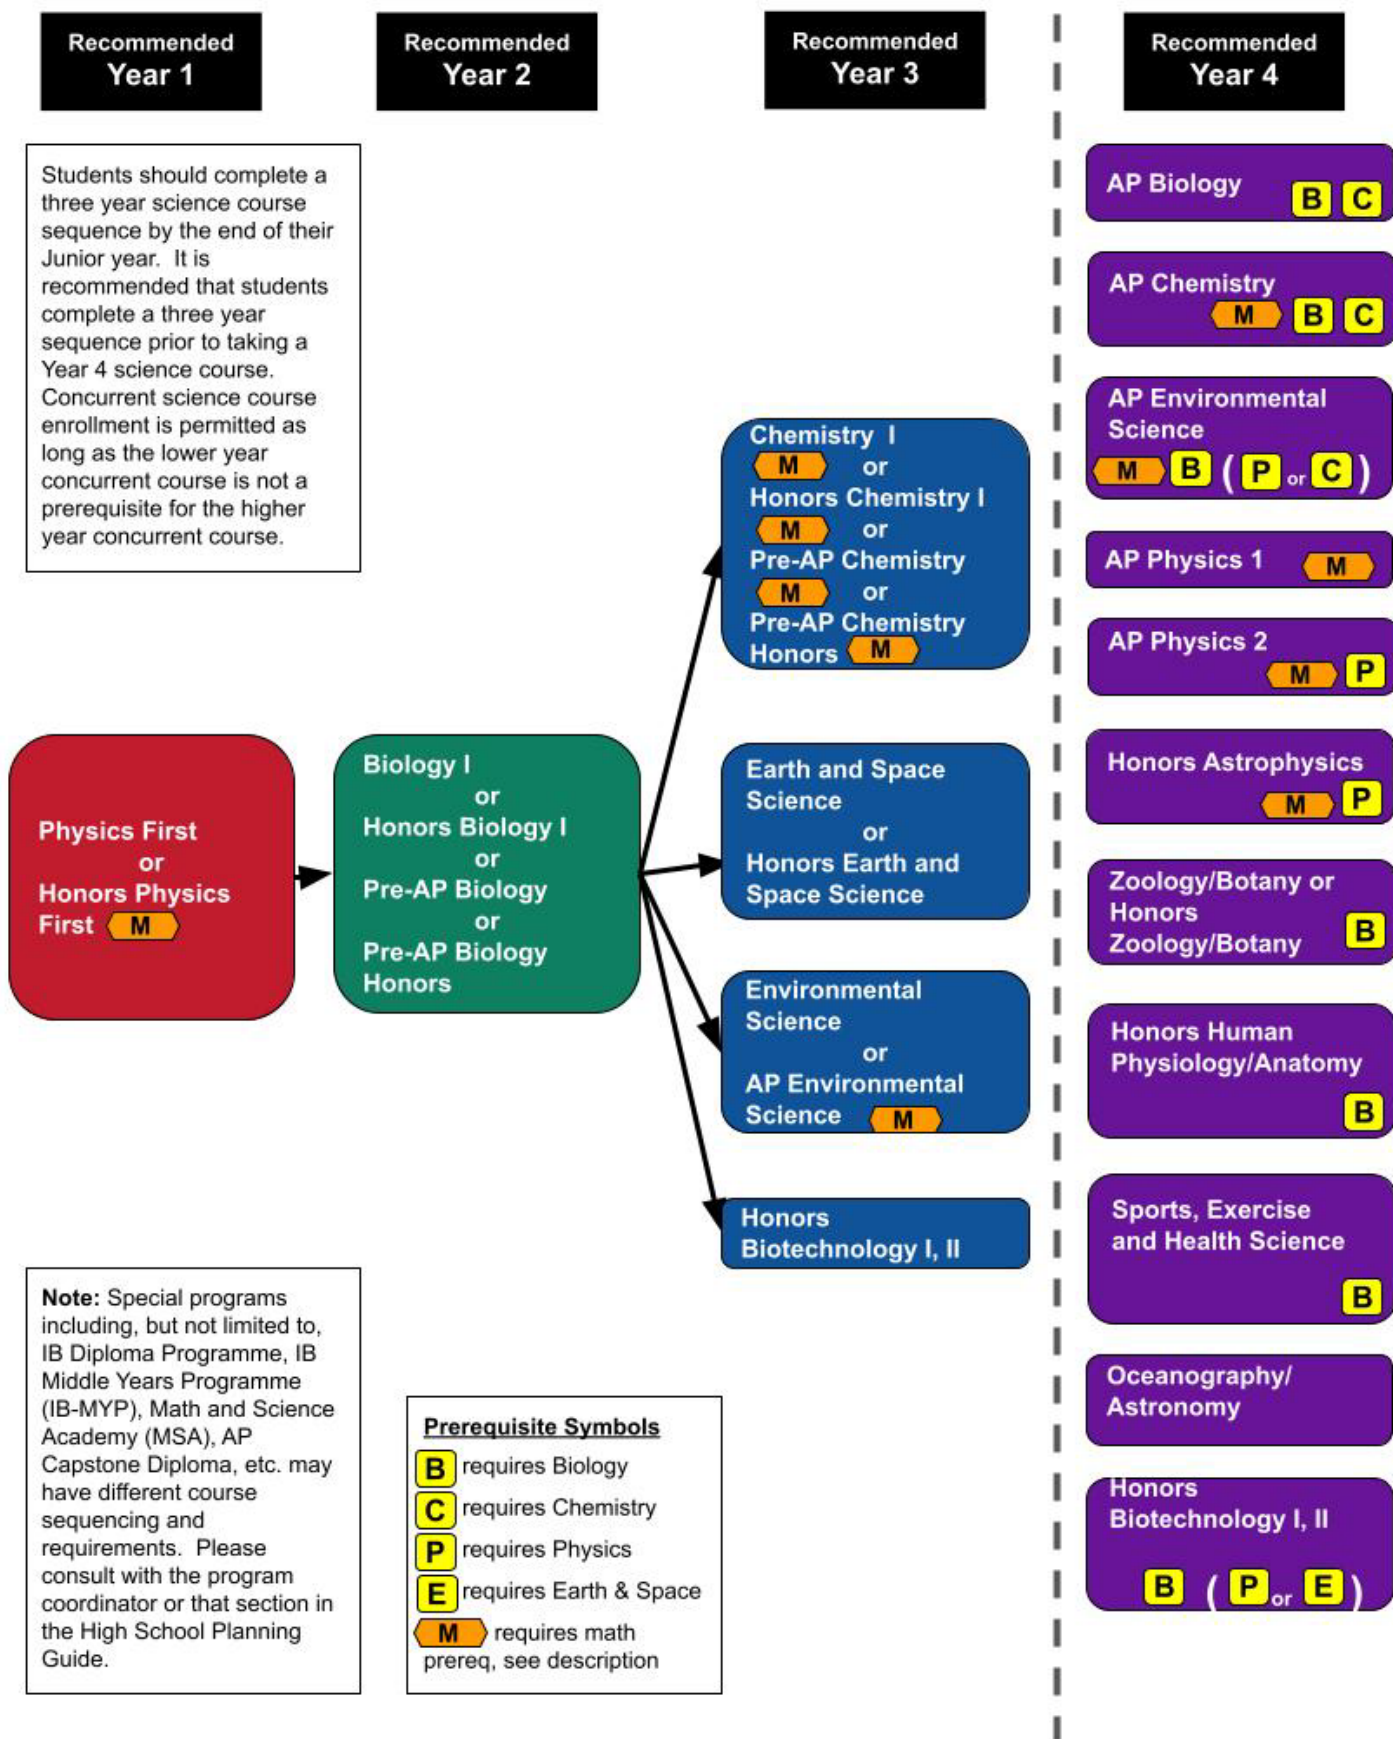 Recommended
Year 1
Recommended
Year 2
Recommended
Year 3
Recommended
Year 4
Students should complete a
three year science course
sequence by the end of their
Junior year.  It is
recommended that students
complete a three year
sequence prior to taking a
Year 4 science course.
Concurrent science course
enrollment is permitted as
long as the lower year
concurrent course is not a
prerequisite for the higher
year concurrent course.
Physics First
or
Honors Physics
First M
Biology I
or
Honors Biology I
or
Pre-AP Biology
or
Pre-AP Biology
Honors
Chemistry I
M or
Honors Chemistry I
M or
Pre-AP Chemistry
M or
Pre-AP Chemistry
Honors M
Earth and Space
Science
or
Honors Earth and
Space Science
Environmental
Science
or
AP Environmental
Science M
Honors
Biotechnology I, II
AP Biology
B C
AP Chemistry
M B C
AP Environmental
Science
M B ( P or C )
AP Physics 1 M
AP Physics 2
M P
Honors Astrophysics
M P
Zoology/Botany or
Honors
Zoology/Botany B
Honors Human
Physiology/Anatomy
B
Sports, Exercise
and Health Science
B
Oceanography/
Astronomy
Honors
Biotechnology I, II
B ( P or E )
Note: Special programs
including, but not limited to,
IB Diploma Programme, IB
Middle Years Programme
(IB-MYP), Math and Science
Academy (MSA), AP
Capstone Diploma, etc. may
have different course
sequencing and
requirements.  Please
consult with the program
coordinator or that section in
the High School Planning
Guide.
Prerequisite Symbols
B requires Biology
C requires Chemistry
P requires Physics
E requires Earth & Space
M requires math
prereq, see description